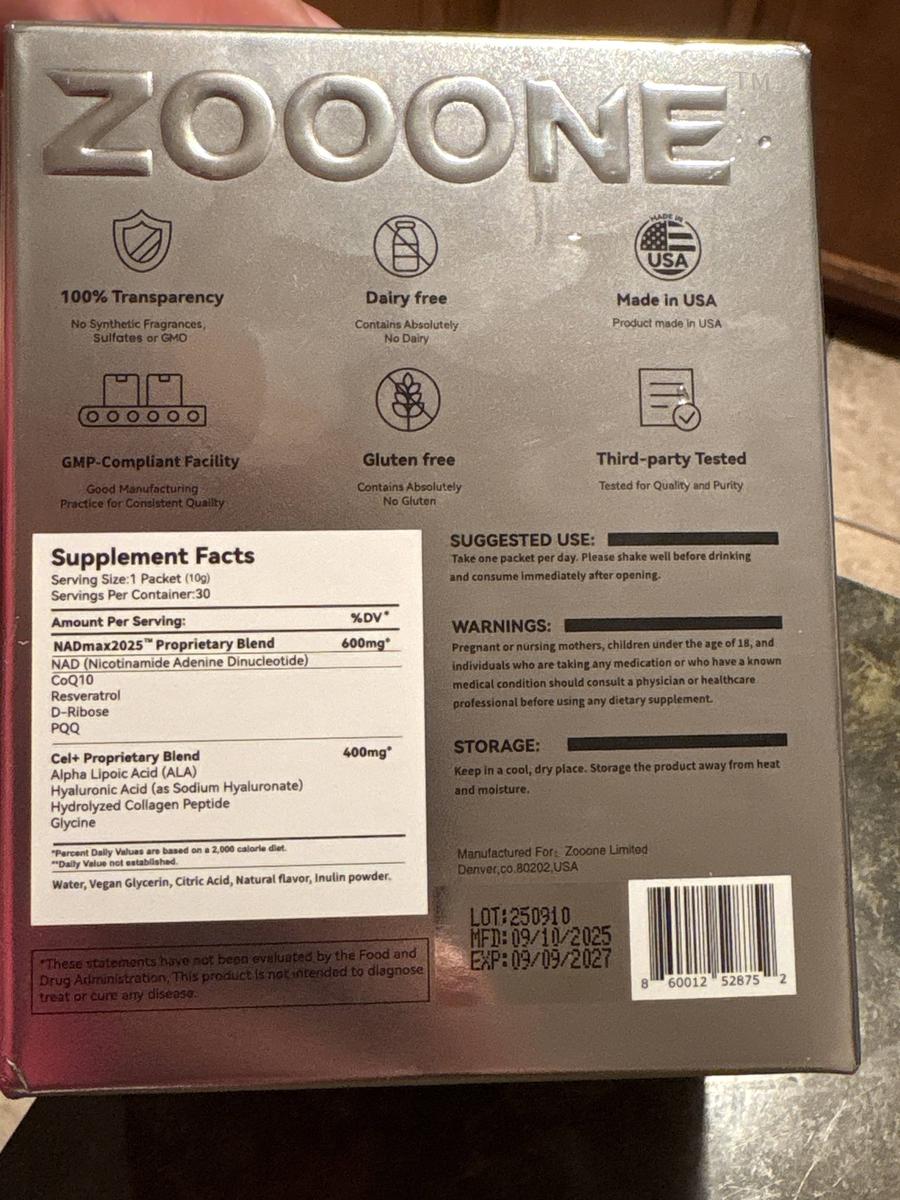 ZOOONE™
MADE IN
USA
100% Transparency
No Synthetic Fragrances,
Sulfates or GMO
Dairy free
Contains Absolutely
No Dairy
Made in USA
Product made in USA
GMP-Compliant Facility
Good Manufacturing
Practice for Consistent Quality
Gluten free
Contains Absolutely
No Gluten
Third-party Tested
Tested for Quality and Purity
Supplement Facts
Serving Size:1 Packet (10g)
Servings Per Container:30
Amount Per Serving: %DV*
NADmax2025™ Proprietary Blend 600mg*
NAD (Nicotinamide Adenine Dinucleotide)
CoQ10
Resveratrol
D-Ribose
PQQ
Cel+ Proprietary Blend 400mg*
Alpha Lipoic Acid (ALA)
Hyaluronic Acid (as Sodium Hyaluronate)
Hydrolyzed Collagen Peptide
Glycine
*Percent Daily Values are based on a 2,000 calorie diet.
**Daily Value not established.
Water, Vegan Glycerin, Citric Acid, Natural flavor, Inulin powder.
*These statements have not been evaluated by the Food and
Drug Administration, This product is not intended to diagnose
treat or cure any disease.
SUGGESTED USE:
Take one packet per day. Please shake well before drinking
and consume immediately after opening.
WARNINGS:
Pregnant or nursing mothers, children under the age of 18, and
individuals who are taking any medication or who have a known
medical condition should consult a physician or healthcare
professional before using any dietary supplement.
STORAGE:
Keep in a cool, dry place. Storage the product away from heat
and moisture.
Manufactured For: Zooone Limited
Denver,co.80202,USA
LOT:250910
MFD:09/10/2025
EXP:09/09/2027
8 60012 52875 2